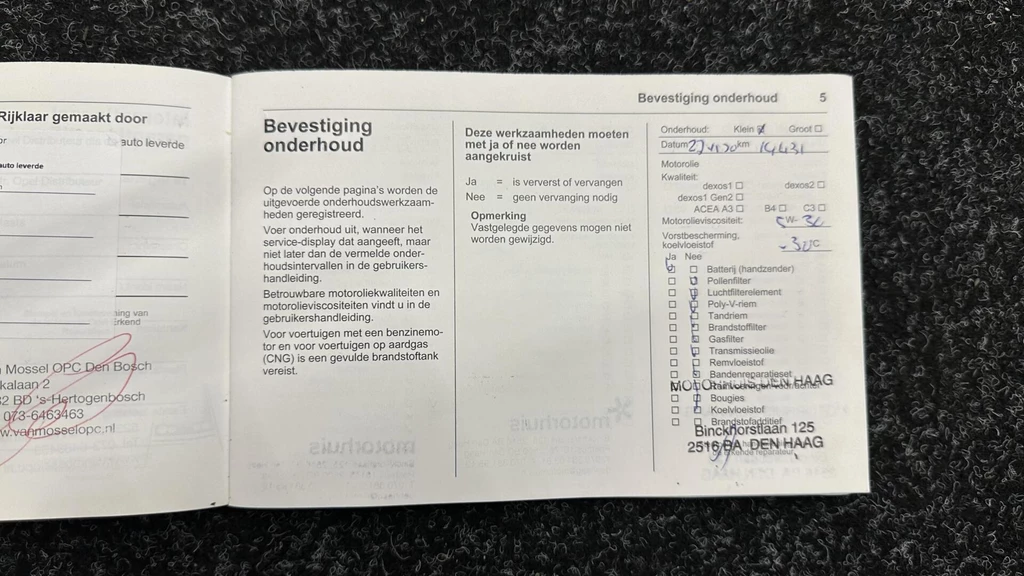 Rijklaar gemaakt door
auto leverde
auto leverde
Mossel OPC Den Bosch
kalaan 2
BD 's-Hertogenbosch
073-6463463
w.vanmosselopc.nl
Bevestiging onderhoud 5
Bevestiging
onderhoud
Op de volgende pagina's worden de
uitgevoerde onderhoudswerkzaam-
heden geregistreerd.
Voer onderhoud uit, wanneer het
service-display dat aangeeft, maar
niet later dan de vermelde onder-
houdsintervallen in de gebruikers-
handleiding.
Betrouwbare motoroliekwaliteiten en
motorolieviscositeiten vindt u in de
gebruikershandleiding.
Voor voertuigen met een benzinemo-
tor en voor voertuigen op aardgas
(CNG) is een gevulde brandstoftank
vereist.
Deze werkzaamheden moeten
met ja of nee worden
aangekruist
Ja = is ververst of vervangen
Nee = geen vervanging nodig
Opmerking
Vastgelegde gegevens mogen niet
worden gewijzigd.
Onderhoud: Klein Groot
Datum km
Motorolie
Kwaliteit:
dexos1 dexos2
dexos1 Gen2
ACEA A3 B4 C3
Motorolieviscositeit:
Vorstbescherming,
koelvloeistof -30°C
Ja Nee
Batterij (handzender)
Pollenfilter
Luchtfilterelement
Poly-V-riem
Tandriem
Brandstoffilter
Gasfilter
Transmissieolie
Remvloeistof
Bandenreparatieset
MOTORHUIS DEN HAAG
Bougies
Koelvloeistof
Brandstofadditief
Binckhorstlaan 125
2516 BA DEN HAAG
motorhuis
motorhuis